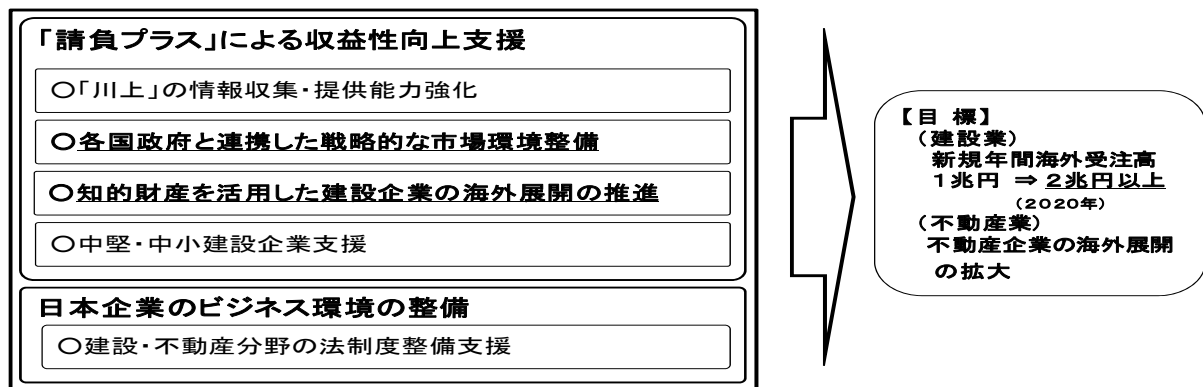 「請負プラス」による収益性向上支援
○「川上」の情報収集・提供能力強化
○各国政府と連携した戦略的な市場環境整備
○知的財産を活用した建設企業の海外展開の推進
○中堅・中小建設企業支援
日本企業のビジネス環境の整備
○建設・不動産分野の法制度整備支援
【目 標】
（建設業）
新規年間海外受注高
1兆円 ⇒ 2兆円以上
（2020年）
（不動産業）
不動産企業の海外展開
の拡大